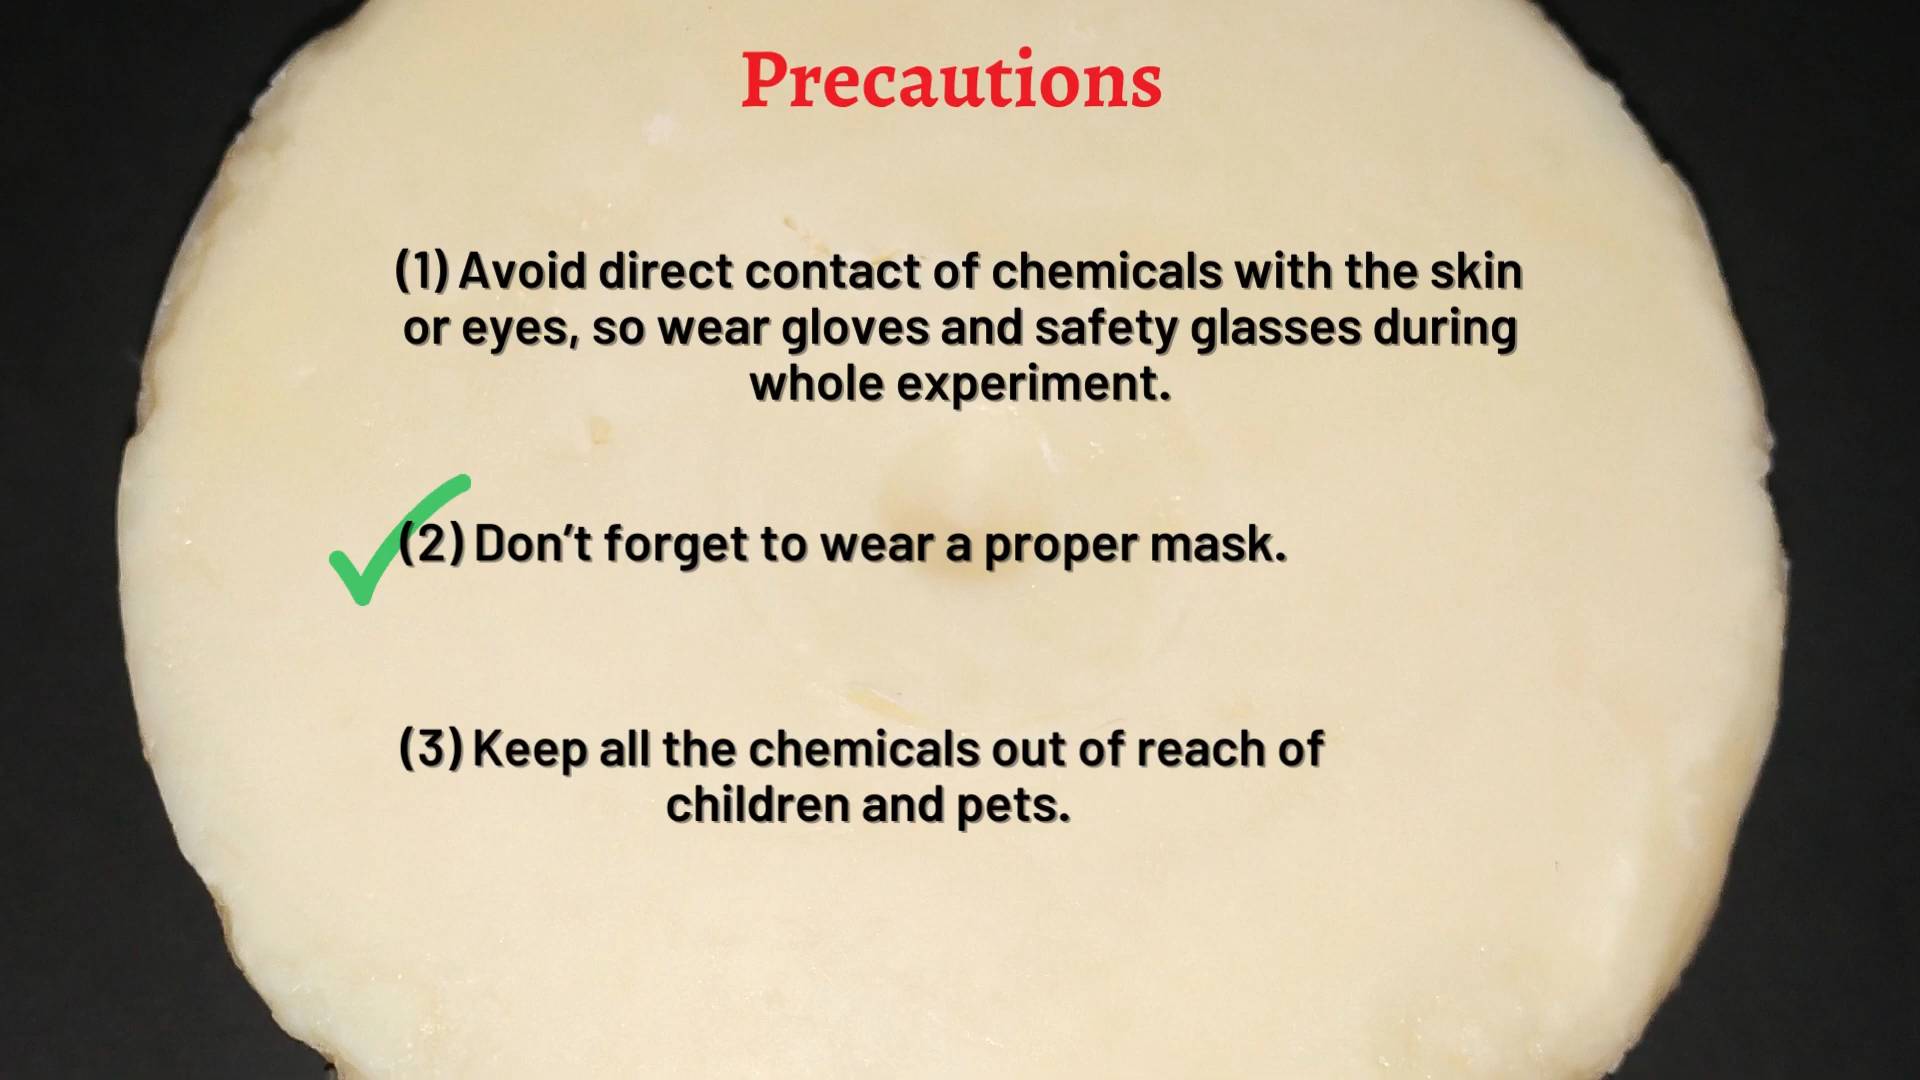 Precautions
(1) Avoid direct contact of chemicals with the skin
or eyes, so wear gloves and safety glasses during
whole experiment.
(2) Don’t forget to wear a proper mask.
(3) Keep all the chemicals out of reach of
children and pets.